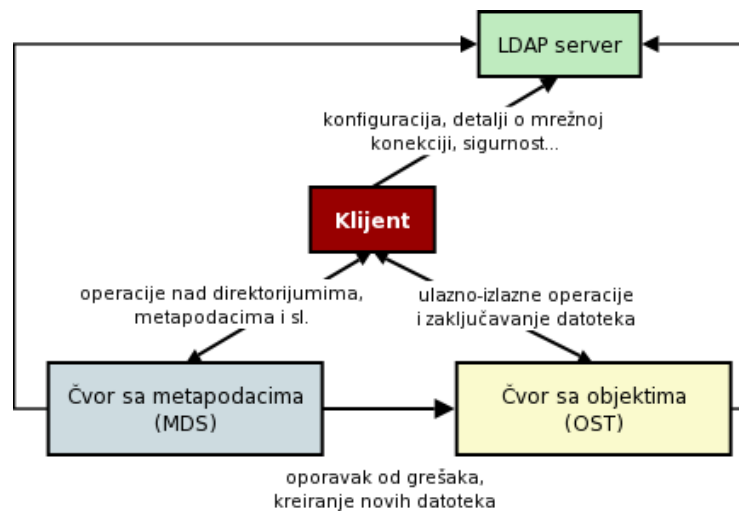 LDAP server
konfiguracija, detalji o mrežnoj
konekciji, sigurnost...
Klijent
operacije nad direktorijumima,
metapodacima i sl.
ulazno-izlazne operacije
i zaključavanje datoteka
Čvor sa metapodacima
(MDS)
Čvor sa objektima
(OST)
oporavak od grešaka,
kreiranje novih datoteka